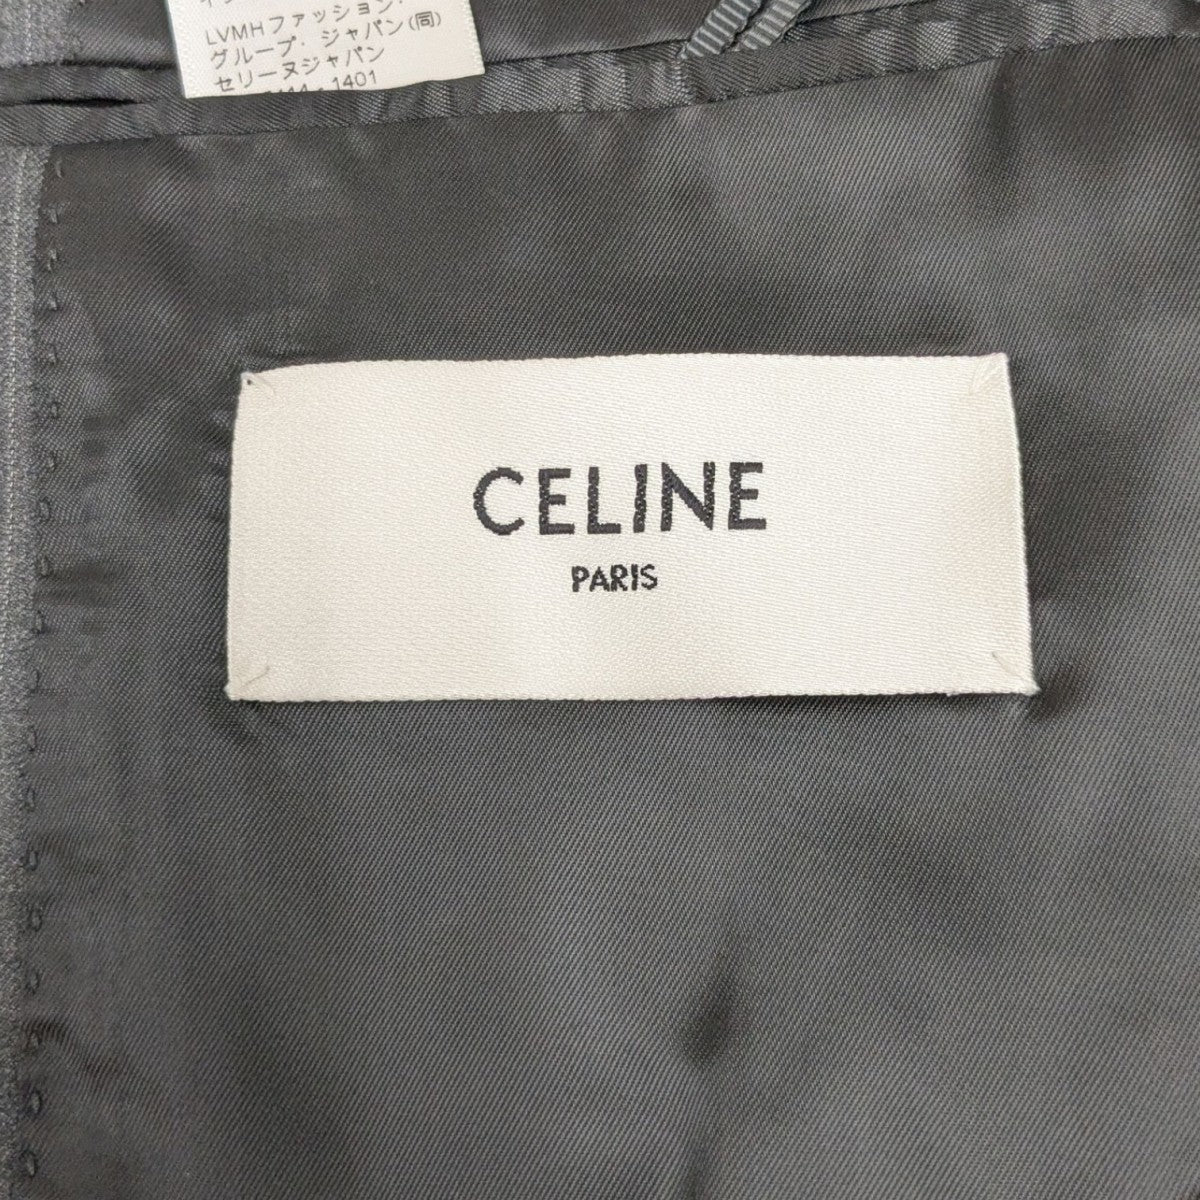 LVMHファッション・
グループ・ジャパン(同)
セリーヌジャパン
1401
CELINE
PARIS